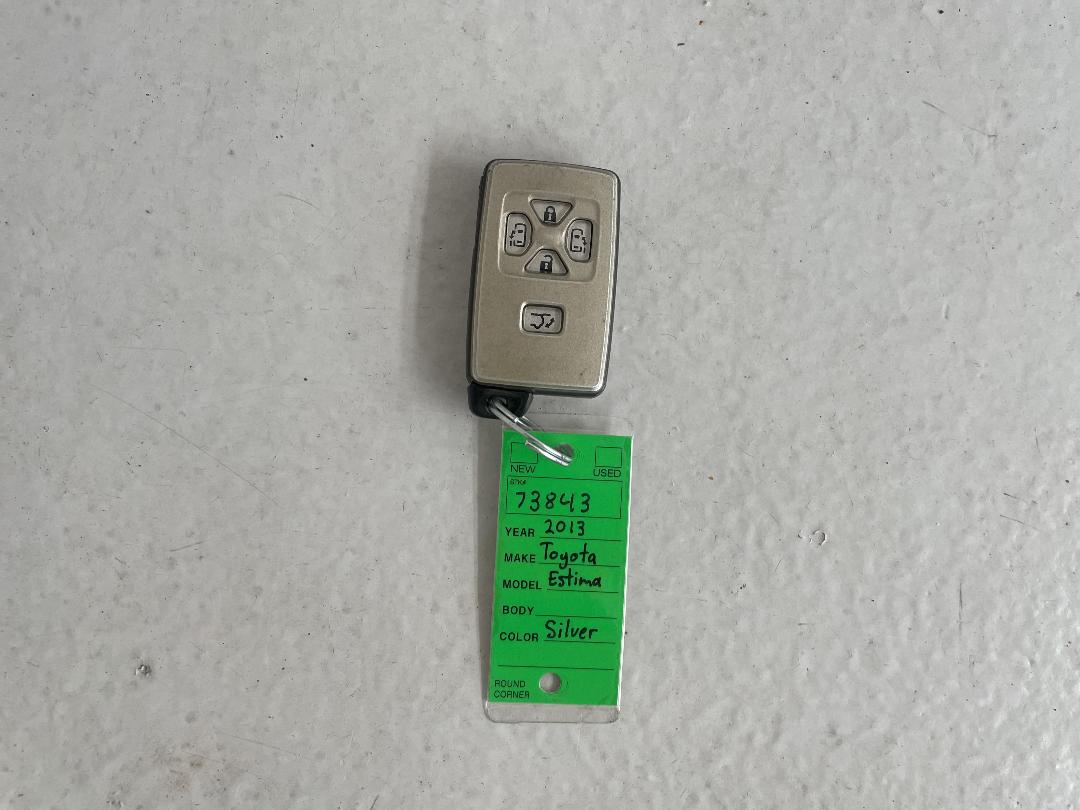 NEW USED
STK#
73843
YEAR 2013
MAKE Toyota
MODEL Estima
BODY
COLOR Silver
ROUND
CORNER